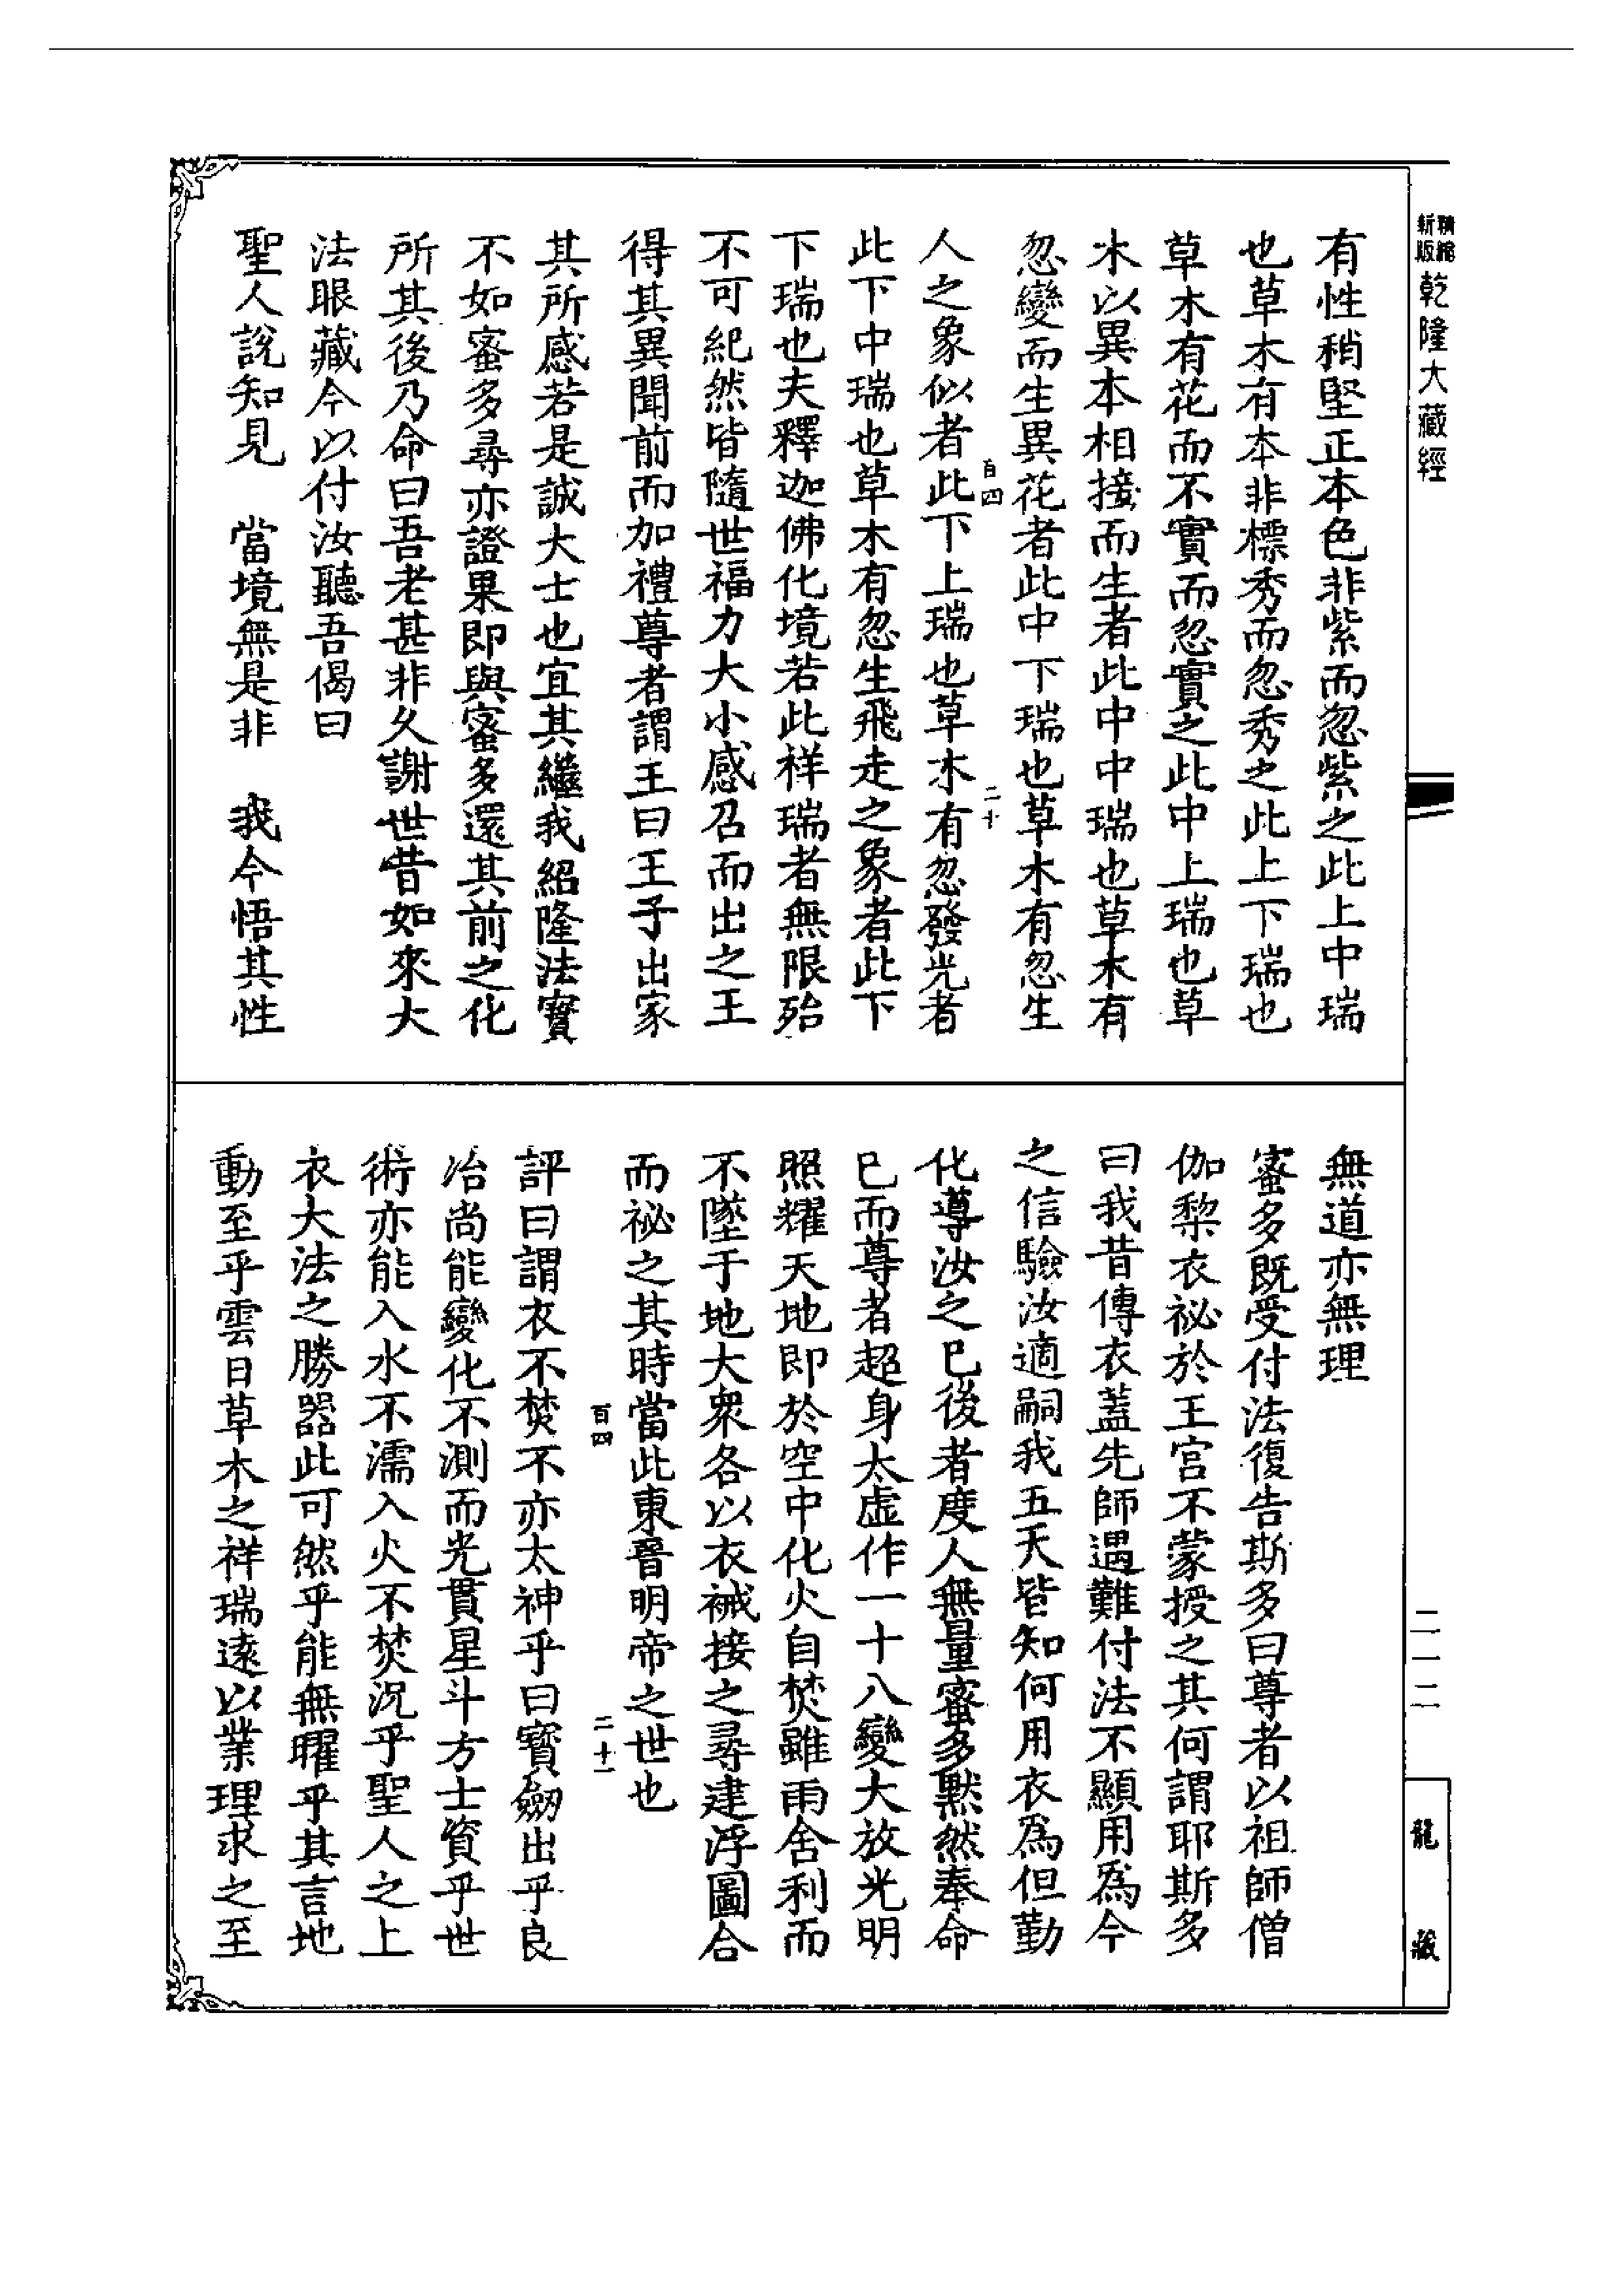 精縮新版 乾隆大藏經
有性稍堅正本色非紫而忽紫之此上中瑞
也草木有本非標秀而忽秀之此上下瑞也
草木有花而不實而忽實之此中上瑞也草
木以異本相接而生者此中中瑞也草木有
忽變而生異花者此中下瑞也草木有忽生
百四 二十
人之象似者此下上瑞也草木有忽發光者
此下中瑞也草木有忽生飛走之象者此下
下瑞也夫釋迦佛化境若此祥瑞者無限殆
不可紀然皆隨世福力大小感召而出之王
得其異聞前而加禮尊者謂王曰王子出家
其所感若是誠大士也宜其繼我紹隆法寶
不如蜜多尋亦證果即與蜜多還其前之化
所其後乃命曰吾老甚非久謝世昔如來大
法眼藏今以付汝聽吾偈曰
聖人說知見 當境無是非 我今悟其性
無道亦無理
蜜多既受付法復告斯多曰尊者以祖師僧
伽黎衣祕於王宮不蒙授之其何謂耶斯多
曰我昔傳衣蓋先師遇難付法不顯用爲今
之信驗汝適嗣我五天皆知何用衣爲但勤
化導汝之已後者度人無量蜜多默然奉命
已而尊者超身太虛作一十八變大放光明
照耀天地即於空中化火自焚雖雨舍利而
不墜于地大衆各以衣裓接之尋建浮圖合
而祕之其時當此東晉明帝之世也
百四 二十一
評曰謂衣不焚不亦太神乎曰寶劒出乎良
冶尚能變化不測而光貫星斗方士資乎世
術亦能入水不濡入火不焚況乎聖人之上
衣大法之勝器此可然乎能無曜乎其言地
動至乎雲日草木之祥瑞遠以業理求之至
二一二
龍藏